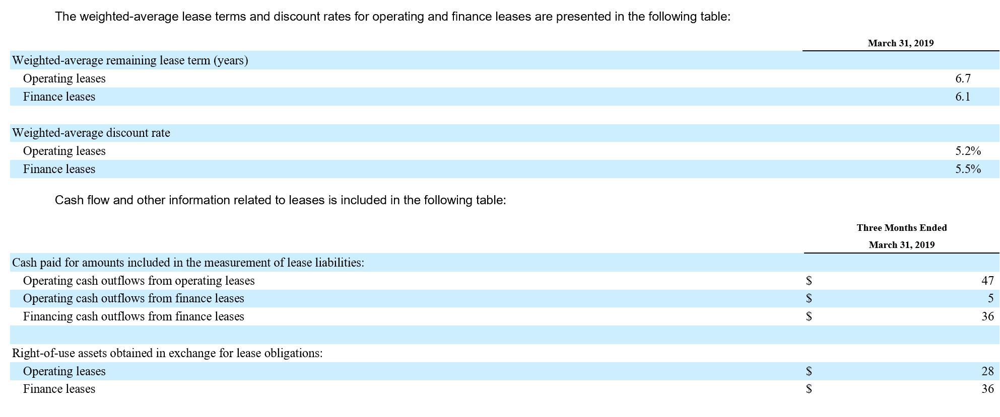 The weighted-average lease terms and discount rates for operating and finance leases are presented in the following table:
March 31, 2019
Weighted-average remaining lease term (years)
Operating leases 6.7
Finance leases 6.1
Weighted-average discount rate
Operating leases 5.2%
Finance leases 5.5%
Cash flow and other information related to leases is included in the following table:
Three Months Ended
March 31, 2019
Cash paid for amounts included in the measurement of lease liabilities:
Operating cash outflows from operating leases $ 47
Operating cash outflows from finance leases $ 5
Financing cash outflows from finance leases $ 36
Right-of-use assets obtained in exchange for lease obligations:
Operating leases $ 28
Finance leases $ 36